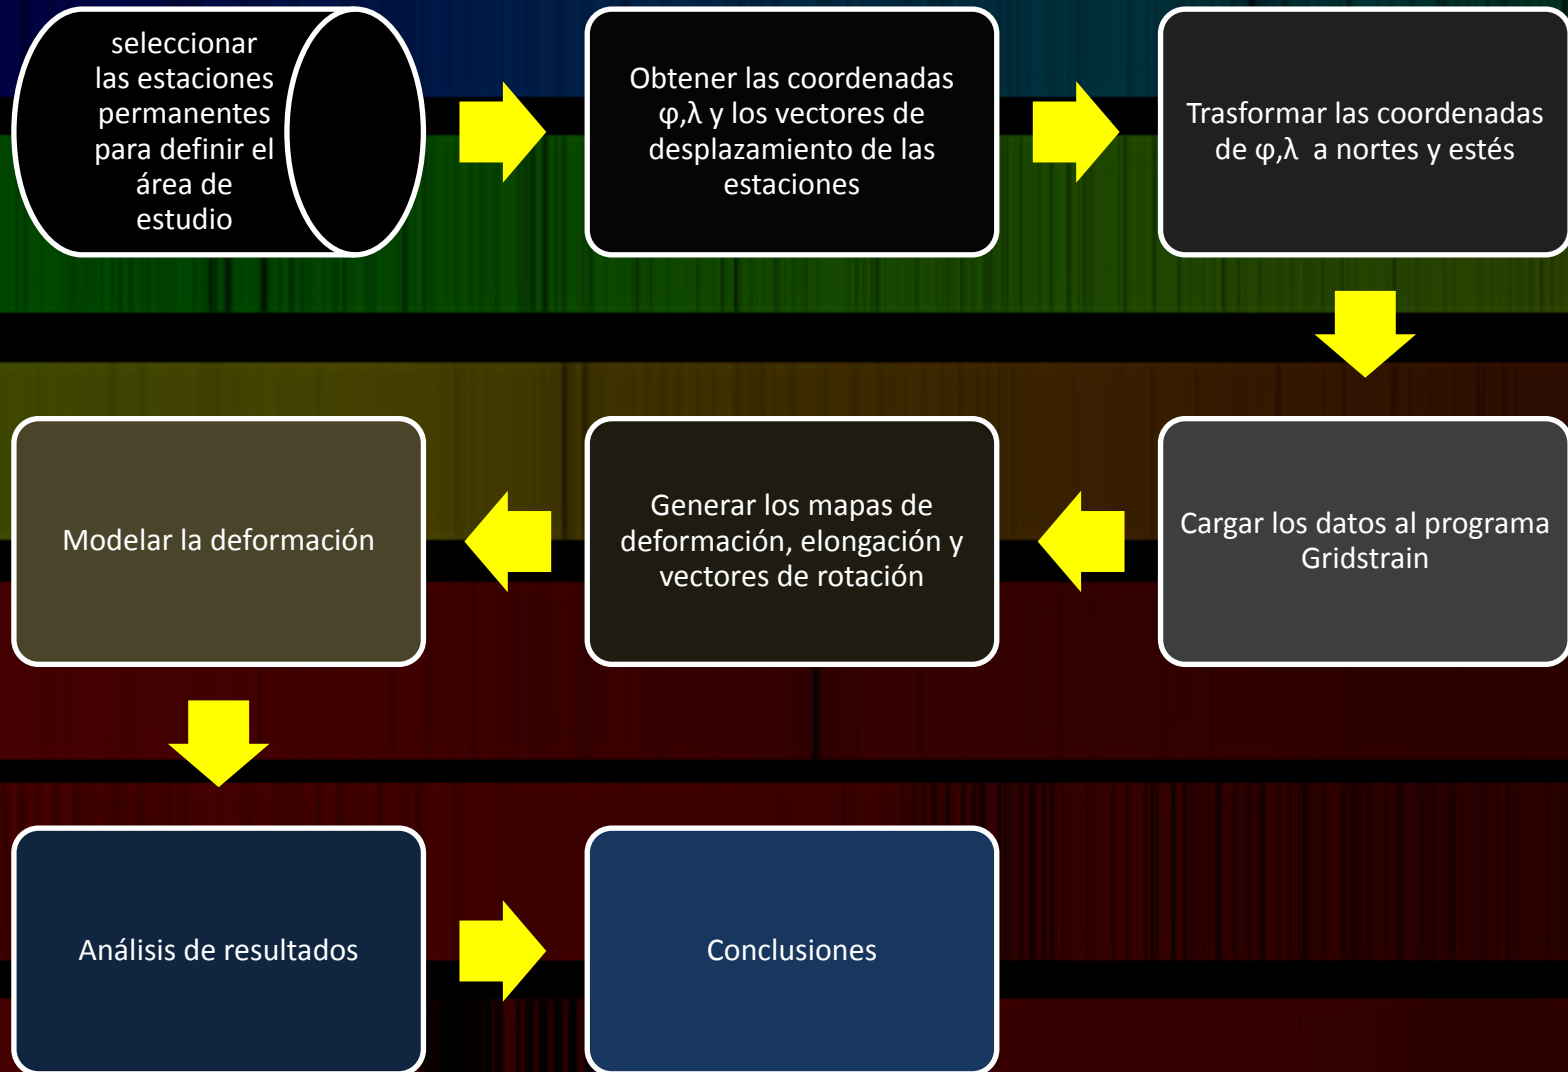 seleccionar
las estaciones
permanentes
para definir el
área de
estudio
Obtener las coordenadas
φ,λ y los vectores de
desplazamiento de las
estaciones
Trasformar las coordenadas
de φ,λ  a nortes y estés
Cargar los datos al programa
Gridstrain
Generar los mapas de
deformación, elongación y
vectores de rotación
Modelar la deformación
Análisis de resultados
Conclusiones